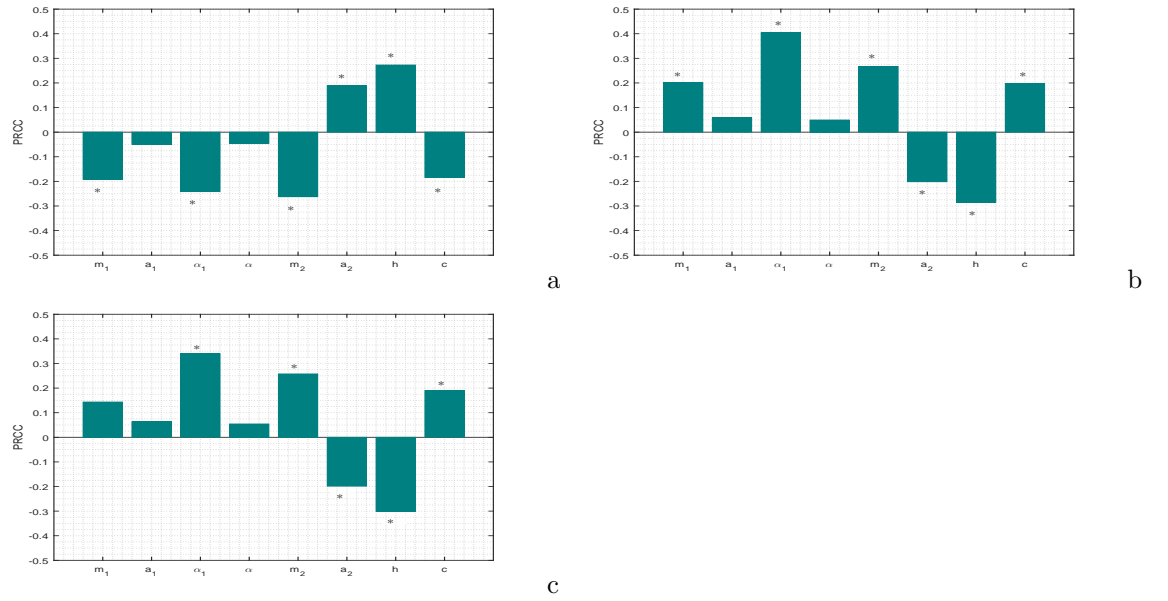 0.5
0.4
0.3
0.2
0.1
0
-0.1
-0.2
-0.3
-0.4
-0.5
PRCC
* * * * * *
m₁ a₁ α₁ α m₂ a₂ h c
a
0.5
0.4
0.3
0.2
0.1
0
-0.1
-0.2
-0.3
-0.4
-0.5
PRCC
* * * * * *
m₁ a₁ α₁ α m₂ a₂ h c
b
0.5
0.4
0.3
0.2
0.1
0
-0.1
-0.2
-0.3
-0.4
-0.5
PRCC
* * * * *
m₁ a₁ α₁ α m₂ a₂ h c
c